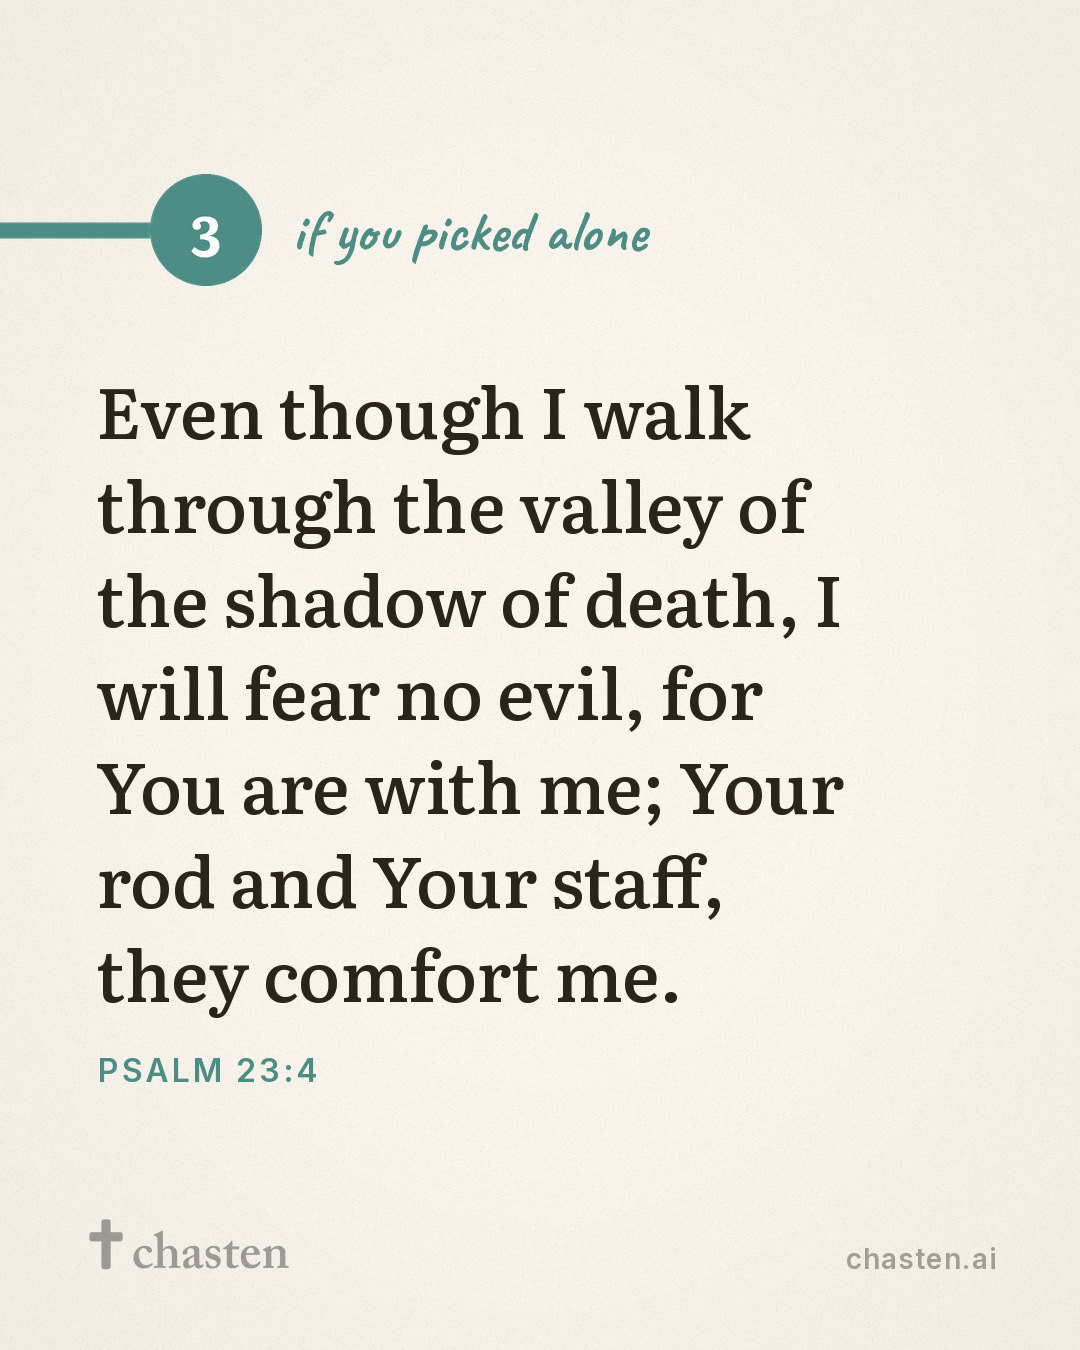 3 if you picked alone
Even though I walk
through the valley of
the shadow of death, I
will fear no evil, for
You are with me; Your
rod and Your staff,
they comfort me.
PSALM 23:4
chasten
chasten.ai